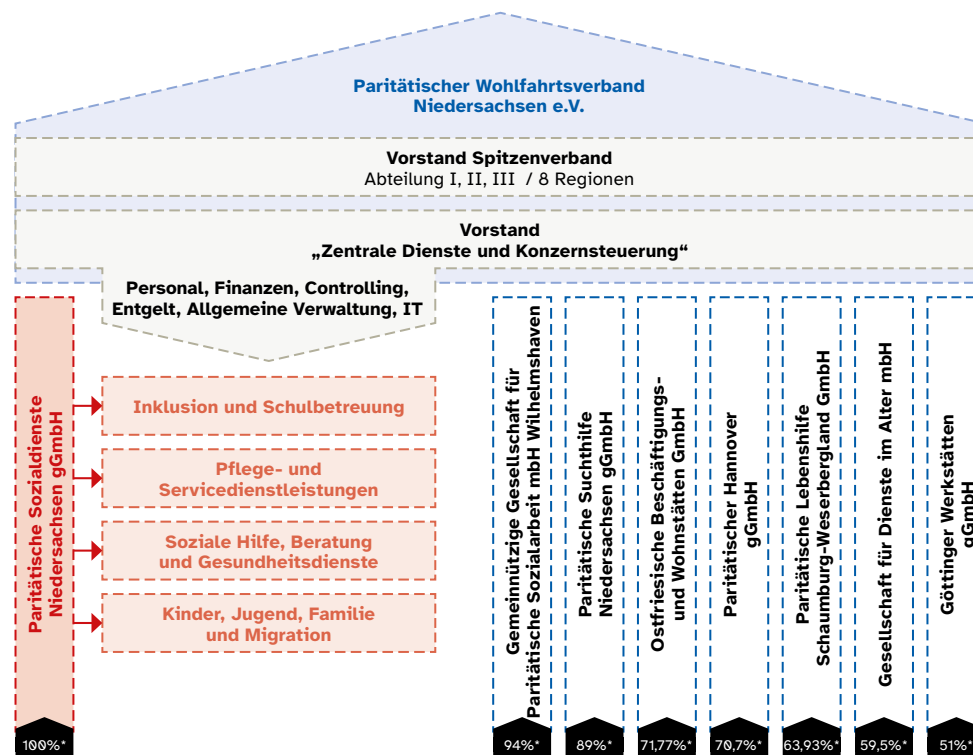 Paritätischer Wohlfahrtsverband
Niedersachsen e.V.
Vorstand Spitzenverband
Abteilung I, II, III / 8 Regionen
Vorstand
„Zentrale Dienste und Konzernsteuerung“
Personal, Finanzen, Controlling,
Entgelt, Allgemeine Verwaltung, IT
Paritätische Sozialdienste
Niedersachsen gGmbH
Inklusion und Schulbetreuung
Pflege- und
Servicedienstleistungen
Soziale Hilfe, Beratung
und Gesundheitsdienste
Kinder, Jugend, Familie
und Migration
Gemeinnützige Gesellschaft für
Paritätische Sozialarbeit mbH Wilhelmshaven
Paritätische Suchthilfe
Niedersachsen gGmbH
Ostfriesische Beschäftigungs-
und Wohnstätten GmbH
Paritätischer Hannover
gGmbH
Paritätische Lebenshilfe
Schaumburg-Weserbergland GmbH
Gesellschaft für Dienste im Alter mbH
Göttinger Werkstätten
gGmbH
100%*
94%*
89%*
71,77%*
70,7%*
63,93%*
59,5%*
51%*